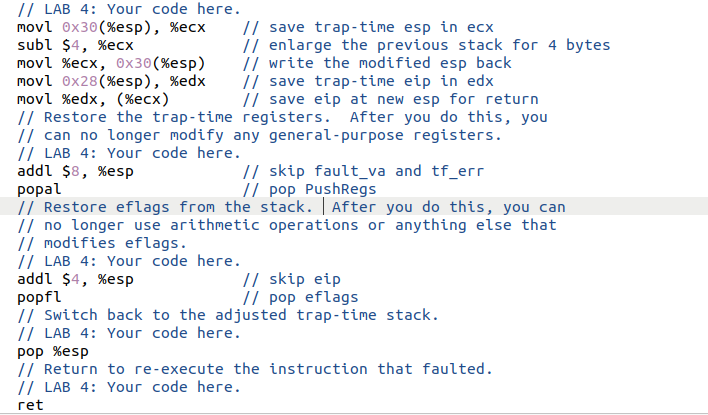 // LAB 4: Your code here.
movl 0x30(%esp), %ecx    // save trap-time esp in ecx
subl $4, %ecx            // enlarge the previous stack for 4 bytes
movl %ecx, 0x30(%esp)    // write the modified esp back
movl 0x28(%esp), %edx    // save trap-time eip in edx
movl %edx, (%ecx)        // save eip at new esp for return
// Restore the trap-time registers.  After you do this, you
// can no longer modify any general-purpose registers.
// LAB 4: Your code here.
addl $8, %esp            // skip fault_va and tf_err
popal                    // pop PushRegs
// Restore eflags from the stack.  After you do this, you can
// no longer use arithmetic operations or anything else that
// modifies eflags.
// LAB 4: Your code here.
addl $4, %esp            // skip eip
popfl                    // pop eflags
// Switch back to the adjusted trap-time stack.
// LAB 4: Your code here.
pop %esp
// Return to re-execute the instruction that faulted.
// LAB 4: Your code here.
ret